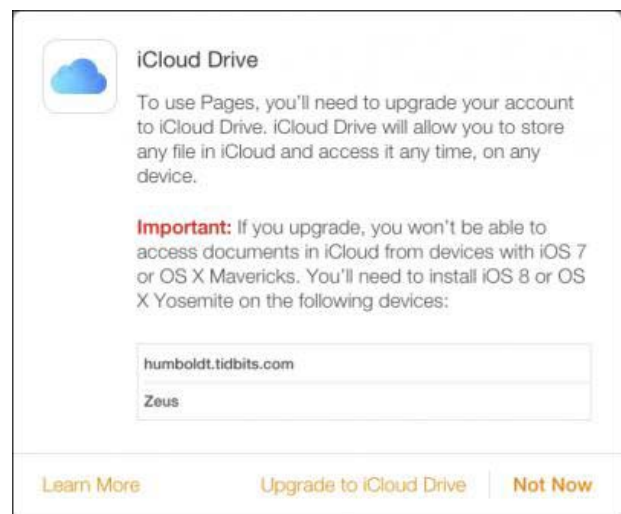 iCloud Drive
To use Pages, you'll need to upgrade your account
to iCloud Drive. iCloud Drive will allow you to store
any file in iCloud and access it any time, on any
device.
Important: If you upgrade, you won't be able to
access documents in iCloud from devices with iOS 7
or OS X Mavericks. You'll need to install iOS 8 or OS
X Yosemite on the following devices:
humboldt.tidbits.com
Zeus
Learn More
Upgrade to iCloud Drive
Not Now